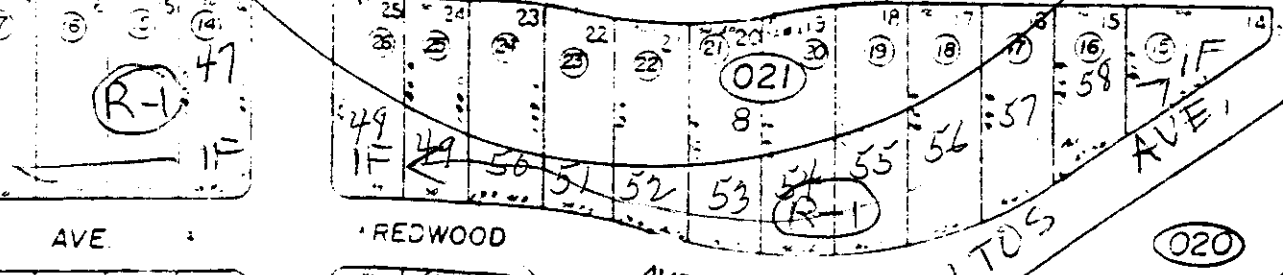 25 24 23 22 21 20 19 18 17 16 15 14
6 14 26 25 24 23 22 21 20 19 18 17 16 15
47 021 58 1F
R-1 8 57 7
49 49 50 51 52 53 54 55 56 AVE.
1F 1F R-1
AVE. REDWOOD ITOS 020